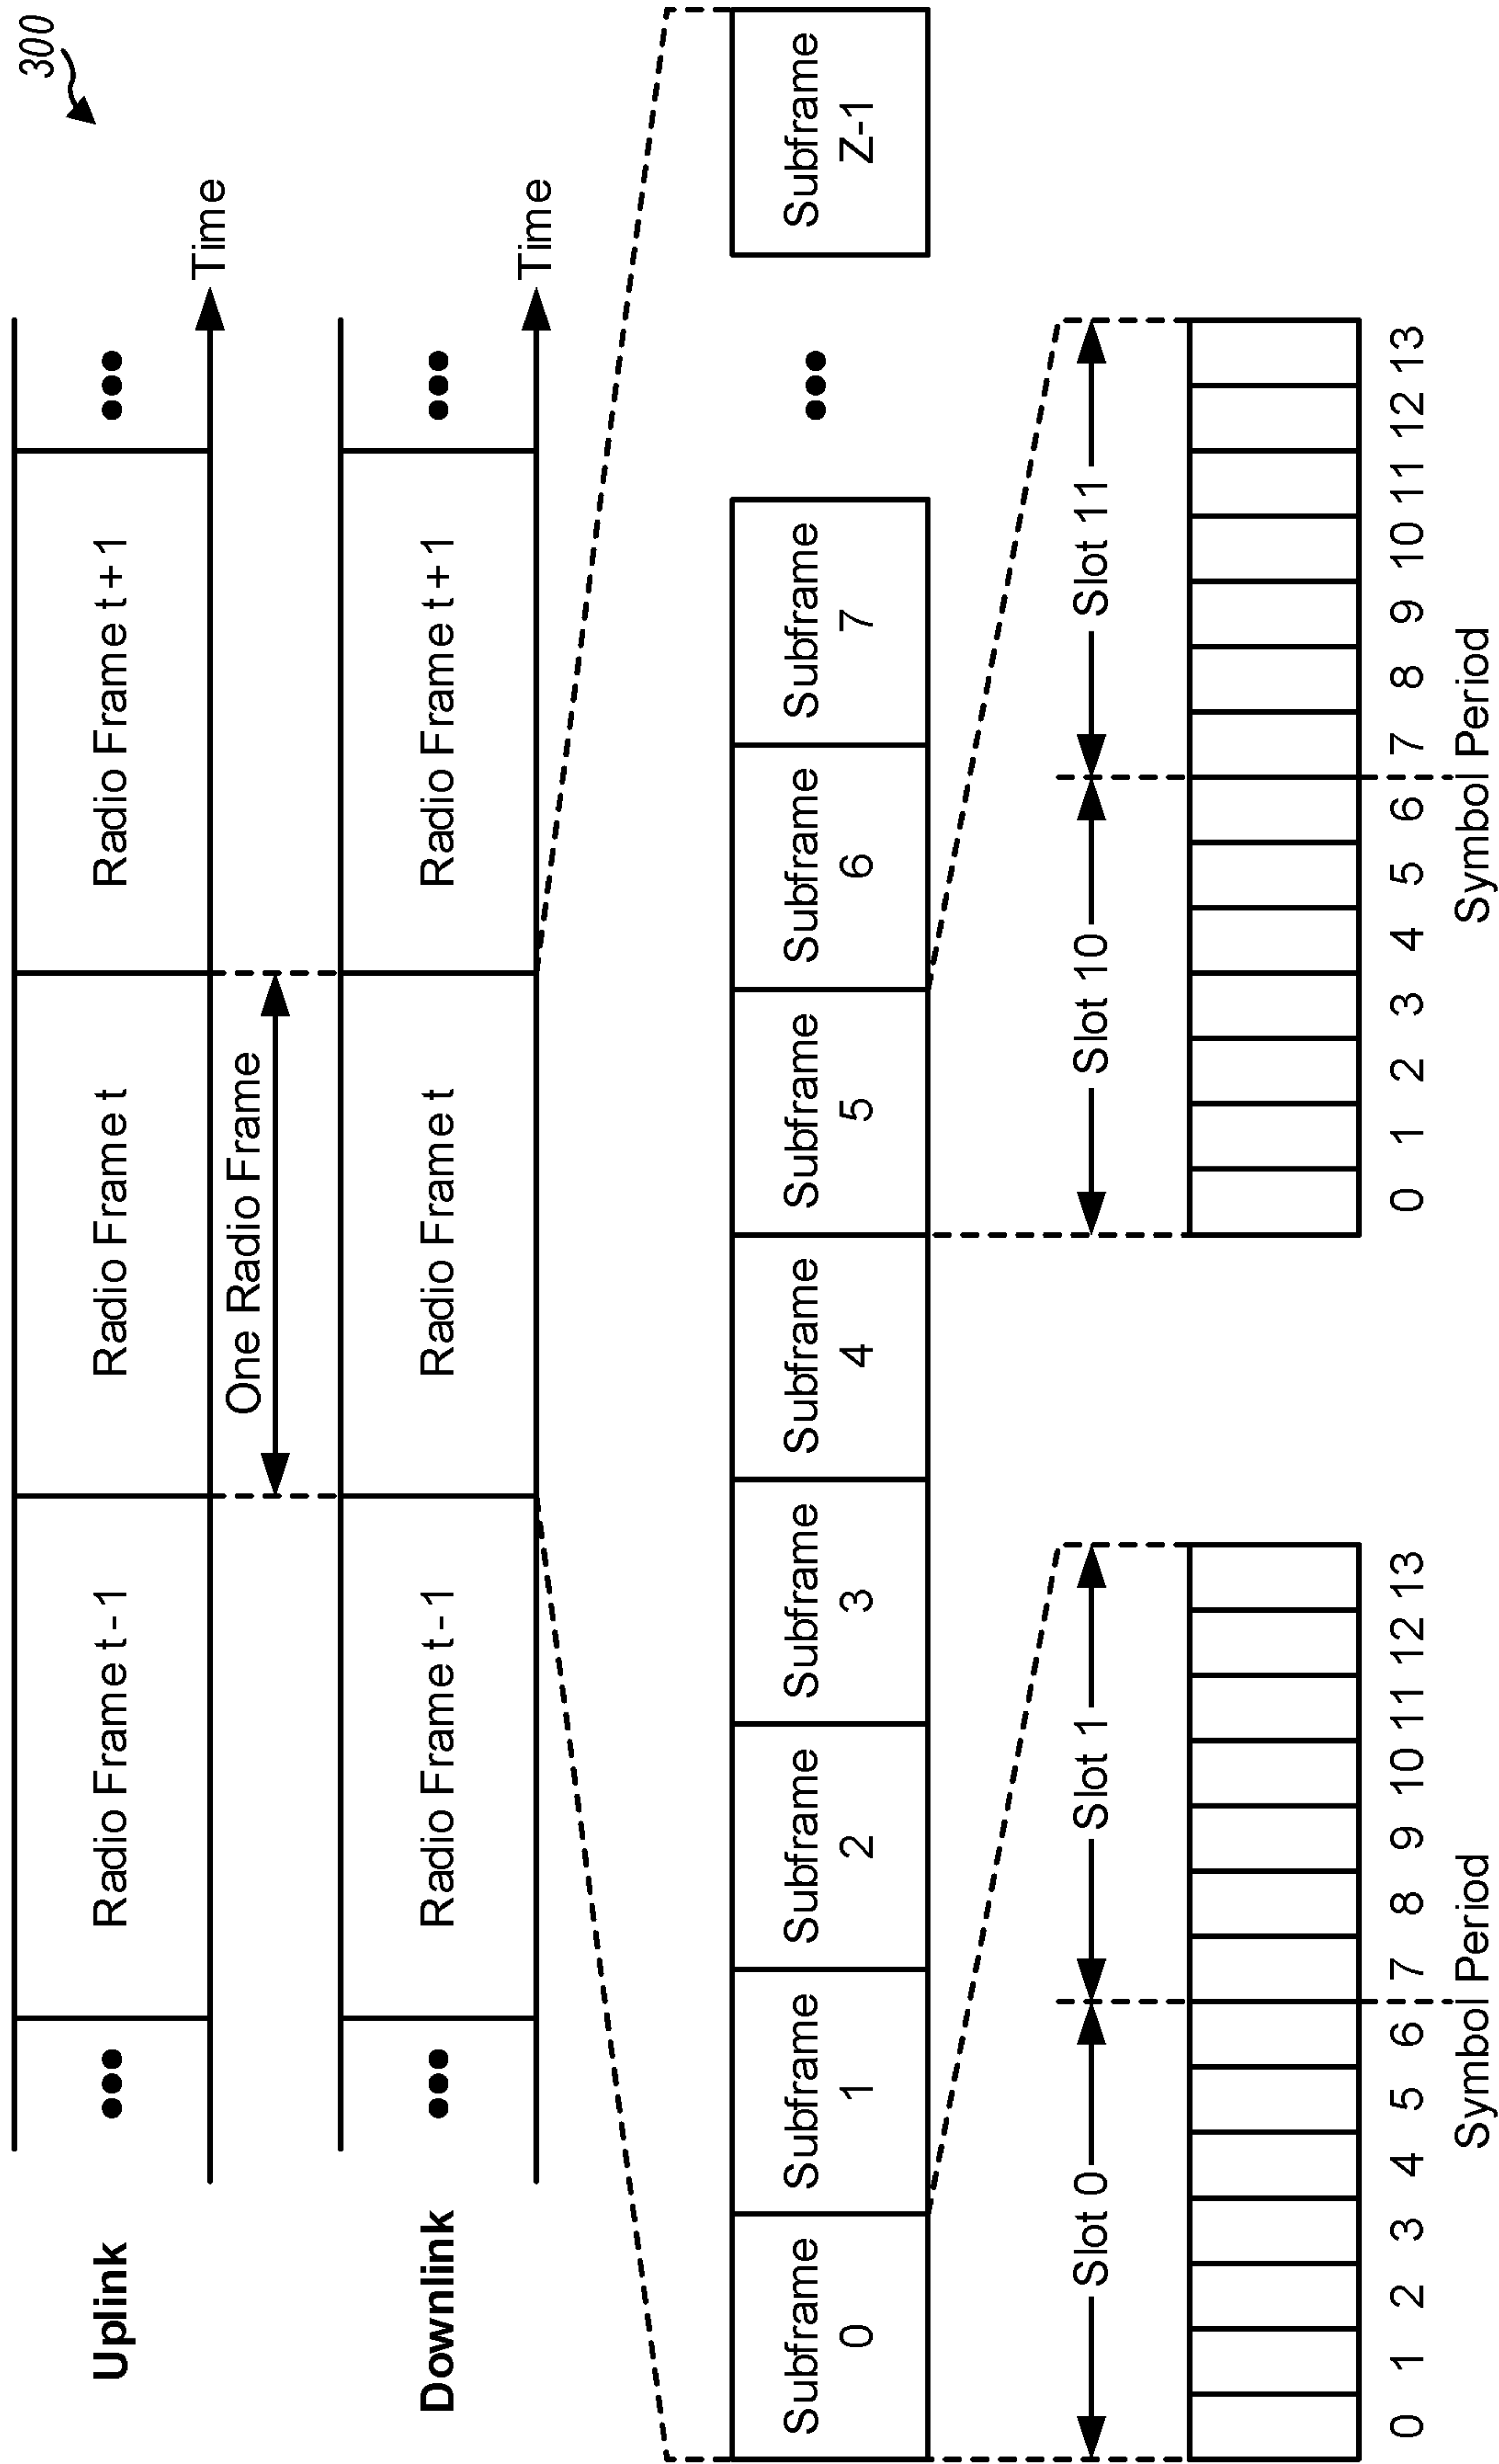 300
Uplink
●●●
Radio Frame t-1
Radio Frame t
Radio Frame t+1
●●●
Time
One Radio Frame
Downlink
●●●
Radio Frame t-1
Radio Frame t
Radio Frame t+1
●●●
Time
Subframe
0
Subframe
1
Subframe
2
Subframe
3
Subframe
4
Subframe
5
Subframe
6
Subframe
7
●●●
Subframe
Z-1
Slot 0
Slot 1
Slot 10
Slot 11
0 1 2 3 4 5 6 7 8 9 10 11 12 13
Symbol Period
0 1 2 3 4 5 6 7 8 9 10 11 12 13
Symbol Period